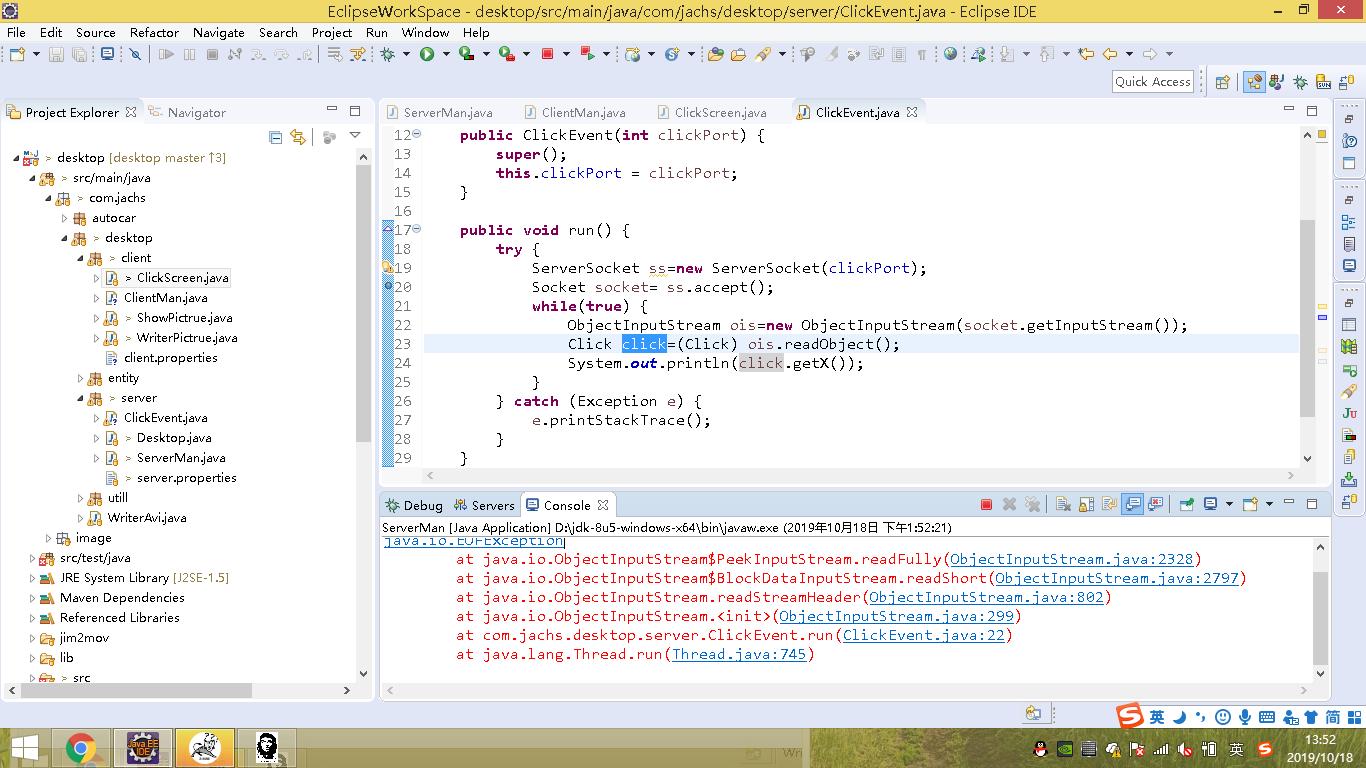 EclipseWorkSpace - desktop/src/main/java/com/jachs/desktop/server/ClickEvent.java - Eclipse IDE
File Edit Source Refactor Navigate Search Project Run Window Help
Quick Access
Project Explorer Navigator
> desktop [desktop master ↑3]
> src/main/java
> com.jachs
autocar
> desktop
> client
> ClickScreen.java
ClientMan.java
> ShowPictrue.java
> WriterPictrue.java
client.properties
> entity
> server
ClickEvent.java
> Desktop.java
> ServerMan.java
> server.properties
utill
> WriterAvi.java
image
src/test/java
JRE System Library [J2SE-1.5]
Maven Dependencies
Referenced Libraries
jim2mov
lib
> src
ServerMan.java ClientMan.java ClickScreen.java ClickEvent.java
12 public ClickEvent(int clickPort) {
13 super();
14 this.clickPort = clickPort;
15 }
16
17 public void run() {
18 try {
19 ServerSocket ss=new ServerSocket(clickPort);
20 Socket socket= ss.accept();
21 while(true) {
22 ObjectInputStream ois=new ObjectInputStream(socket.getInputStream());
23 Click click=(Click) ois.readObject();
24 System.out.println(click.getX());
25 }
26 } catch (Exception e) {
27 e.printStackTrace();
28 }
29 }
Debug Servers Console
ServerMan [Java Application] D:\jdk-8u5-windows-x64\bin\javaw.exe (2019年10月18日 下午1:52:21)
java.io.EOFException
at java.io.ObjectInputStream$PeekInputStream.readFully(ObjectInputStream.java:2328)
at java.io.ObjectInputStream$BlockDataInputStream.readShort(ObjectInputStream.java:2797)
at java.io.ObjectInputStream.readStreamHeader(ObjectInputStream.java:802)
at java.io.ObjectInputStream.<init>(ObjectInputStream.java:299)
at com.jachs.desktop.server.ClickEvent.run(ClickEvent.java:22)
at java.lang.Thread.run(Thread.java:745)
英 简
Java EE IDE
英
13:52
2019/10/18